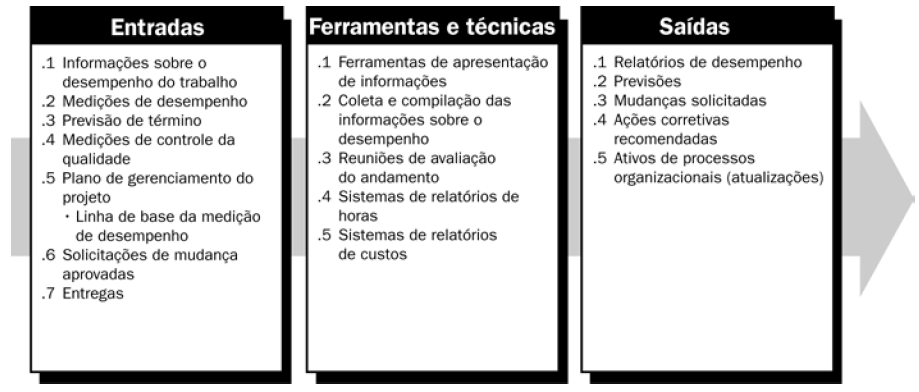 Entradas
.1 Informações sobre o
desempenho do trabalho
.2 Medições de desempenho
.3 Previsão de término
.4 Medições de controle da
qualidade
.5 Plano de gerenciamento do
projeto
· Linha de base da medição
de desempenho
.6 Solicitações de mudança
aprovadas
.7 Entregas
Ferramentas e técnicas
.1 Ferramentas de apresentação
de informações
.2 Coleta e compilação das
informações sobre o
desempenho
.3 Reuniões de avaliação
do andamento
.4 Sistemas de relatórios de
horas
.5 Sistemas de relatórios
de custos
Saídas
.1 Relatórios de desempenho
.2 Previsões
.3 Mudanças solicitadas
.4 Ações corretivas
recomendadas
.5 Ativos de processos
organizacionais (atualizações)